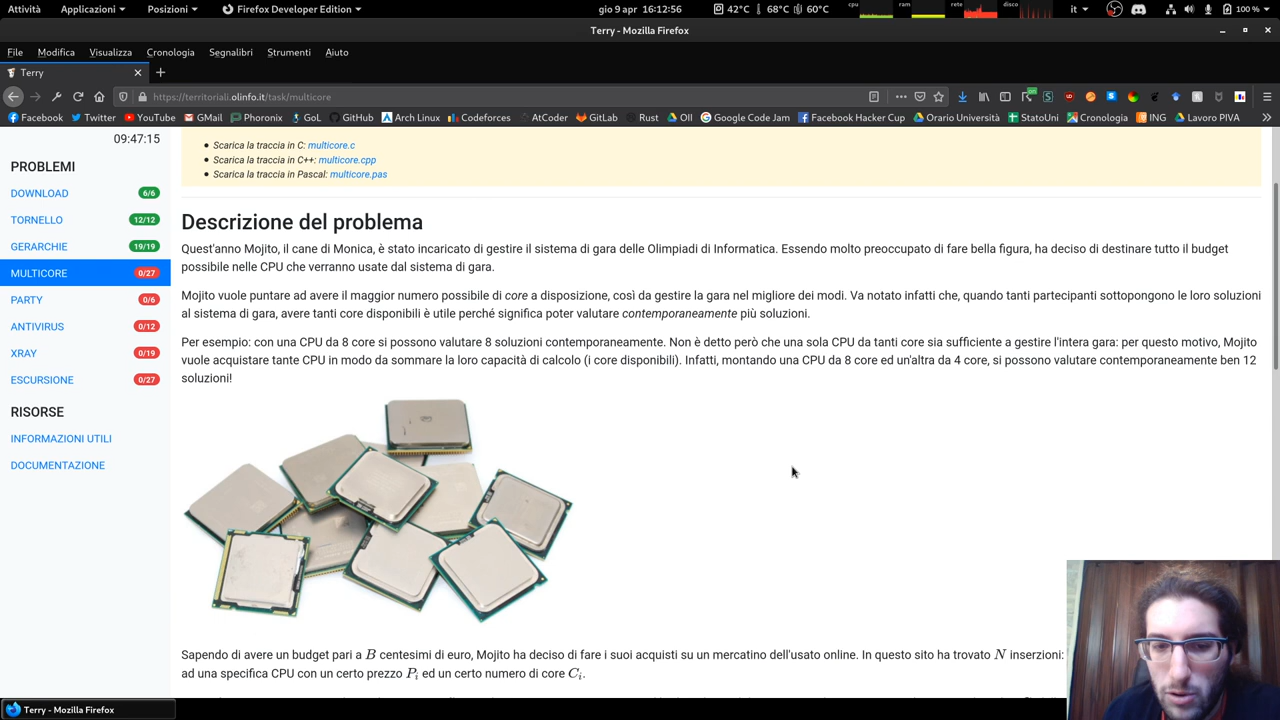 Attività Applicazioni Posizioni Firefox Developer Edition gio 9 apr 16:12:56 42°C 68°C 60°C cpu ram rete disco it 100 %
Terry - Mozilla Firefox
File Modifica Visualizza Cronologia Segnalibri Strumenti Aiuto
Terry
https://territoriali.olinfo.it/task/multicore
Facebook Twitter YouTube GMail Phoronix GoL GitHub Arch Linux Codeforces AtCoder GitLab Rust OII Google Code Jam Facebook Hacker Cup Orario Università StatoUni Cronologia ING Lavoro PIVA
09:47:15
PROBLEMI
DOWNLOAD 6/6
TORNELLO 12/12
GERARCHIE 19/19
MULTICORE 0/27
PARTY 0/6
ANTIVIRUS 0/12
XRAY 0/19
ESCURSIONE 0/27
RISORSE
INFORMAZIONI UTILI
DOCUMENTAZIONE
Scarica la traccia in C: multicore.c
Scarica la traccia in C++: multicore.cpp
Scarica la traccia in Pascal: multicore.pas
Descrizione del problema
Quest'anno Mojito, il cane di Monica, è stato incaricato di gestire il sistema di gara delle Olimpiadi di Informatica. Essendo molto preoccupato di fare bella figura, ha deciso di destinare tutto il budget
possibile nelle CPU che verranno usate dal sistema di gara.
Mojito vuole puntare ad avere il maggior numero possibile di core a disposizione, così da gestire la gara nel migliore dei modi. Va notato infatti che, quando tanti partecipanti sottopongono le loro soluzioni
al sistema di gara, avere tanti core disponibili è utile perché significa poter valutare contemporaneamente più soluzioni.
Per esempio: con una CPU da 8 core si possono valutare 8 soluzioni contemporaneamente. Non è detto però che una sola CPU da tanti core sia sufficiente a gestire l'intera gara: per questo motivo, Mojito
vuole acquistare tante CPU in modo da sommare la loro capacità di calcolo (i core disponibili). Infatti, montando una CPU da 8 core ed un'altra da 4 core, si possono valutare contemporaneamente ben 12
soluzioni!
Sapendo di avere un budget pari a B centesimi di euro, Mojito ha deciso di fare i suoi acquisti su un mercatino dell'usato online. In questo sito ha trovato N inserzioni:
ad una specifica CPU con un certo prezzo Pi ed un certo numero di core Ci.
Terry - Mozilla Firefox